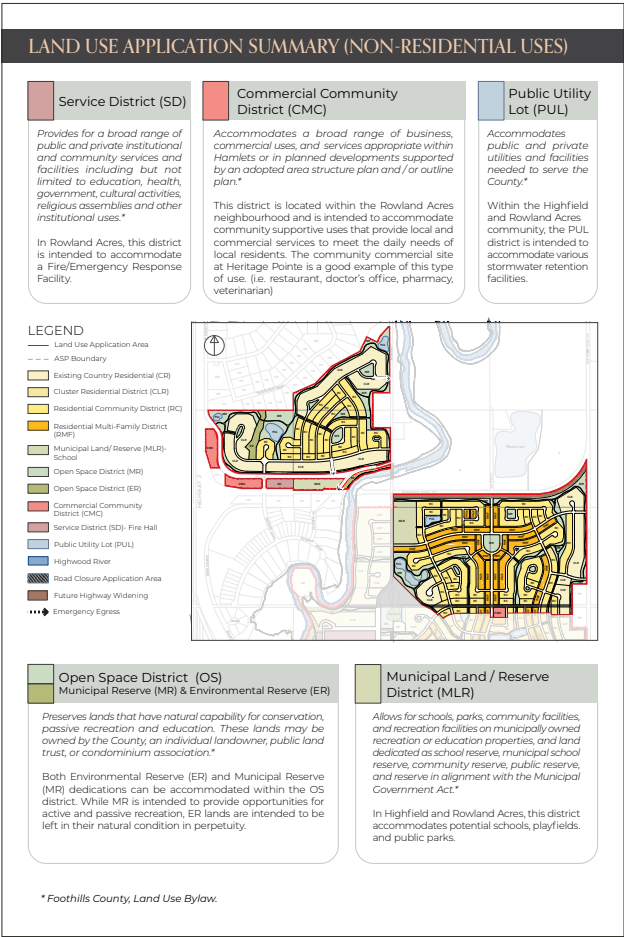 LAND USE APPLICATION SUMMARY (NON-RESIDENTIAL USES)
Service District (SD)
Provides for a broad range of
public and private institutional
and community services and
facilities including but not
limited to education, health,
government, cultural activities,
religious assemblies and other
institutional uses.*
In Rowland Acres, this district
is intended to accommodate
a Fire/Emergency Response
Facility.
Commercial Community
District (CMC)
Accommodates a broad range of business,
commercial uses, and services appropriate within
Hamlets or in planned developments supported
by an adopted area structure plan and / or outline
plan.*
This district is located within the Rowland Acres
neighbourhood and is intended to accommodate
community supportive uses that provide local and
commercial services to meet the daily needs of
local residents. The community commercial site
at Heritage Pointe is a good example of this type
of use. (i.e. restaurant, doctor's office, pharmacy,
veterinarian)
Public Utility
Lot (PUL)
Accommodates
public and private
utilities and facilities
needed to serve the
County.*
Within the Highfield
and Rowland Acres
community, the PUL
district is intended to
accommodate various
stormwater retention
facilities.
LEGEND
Land Use Application Area
ASP Boundary
Existing Country Residential (CR)
Cluster Residential District (CLR)
Residential Community District (RC)
Residential Multi-Family District
(RMF)
Municipal Land/ Reserve (MLR)-
School
Open Space District (MR)
Open Space District (ER)
Commercial Community
District (CMC)
Service District (SD)- Fire Hall
Public Utility Lot (PUL)
Highwood River
Road Closure Application Area
Future Highway Widening
Emergency Egress
Open Space District (OS)
Municipal Reserve (MR) & Environmental Reserve (ER)
Preserves lands that have natural capability for conservation,
passive recreation and education. These lands may be
owned by the County, an individual landowner, public land
trust, or condominium association.*
Both Environmental Reserve (ER) and Municipal Reserve
(MR) dedications can be accommodated within the OS
district. While MR is intended to provide opportunities for
active and passive recreation, ER lands are intended to be
left in their natural condition in perpetuity.
Municipal Land / Reserve
District (MLR)
Allows for schools, parks, community facilities,
and recreation facilities on municipally owned
recreation or education properties, and land
dedicated as school reserve, municipal school
reserve, community reserve, public reserve,
and reserve in alignment with the Municipal
Government Act.*
In Highfield and Rowland Acres, this district
accommodates potential schools, playfields.
and public parks.
* Foothills County, Land Use Bylaw.